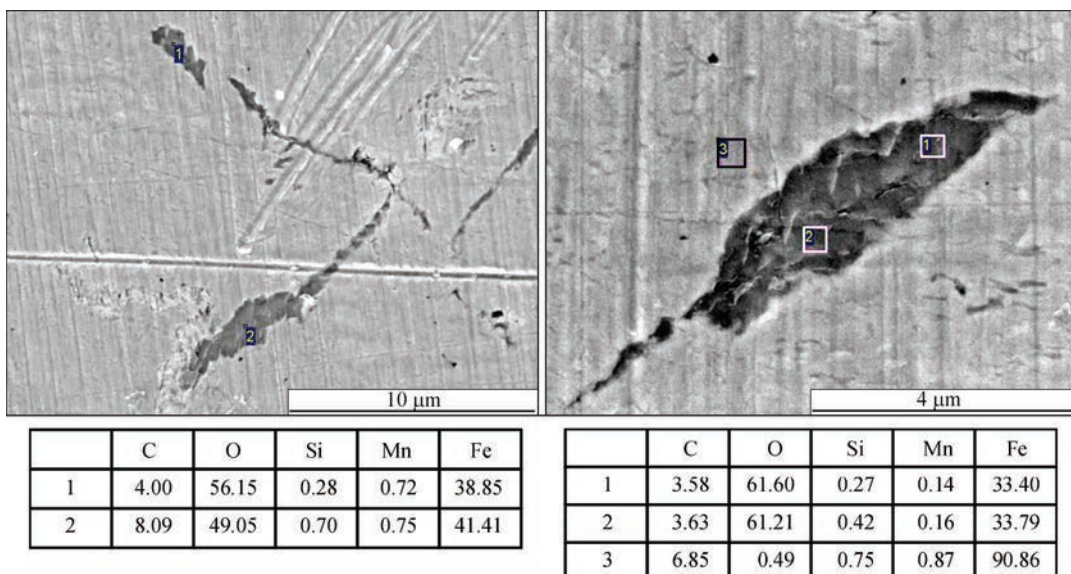 1
2
10 μm
3
1
2
4 μm
C O Si Mn Fe
1 4.00 56.15 0.28 0.72 38.85
2 8.09 49.05 0.70 0.75 41.41
C O Si Mn Fe
1 3.58 61.60 0.27 0.14 33.40
2 3.63 61.21 0.42 0.16 33.79
3 6.85 0.49 0.75 0.87 90.86